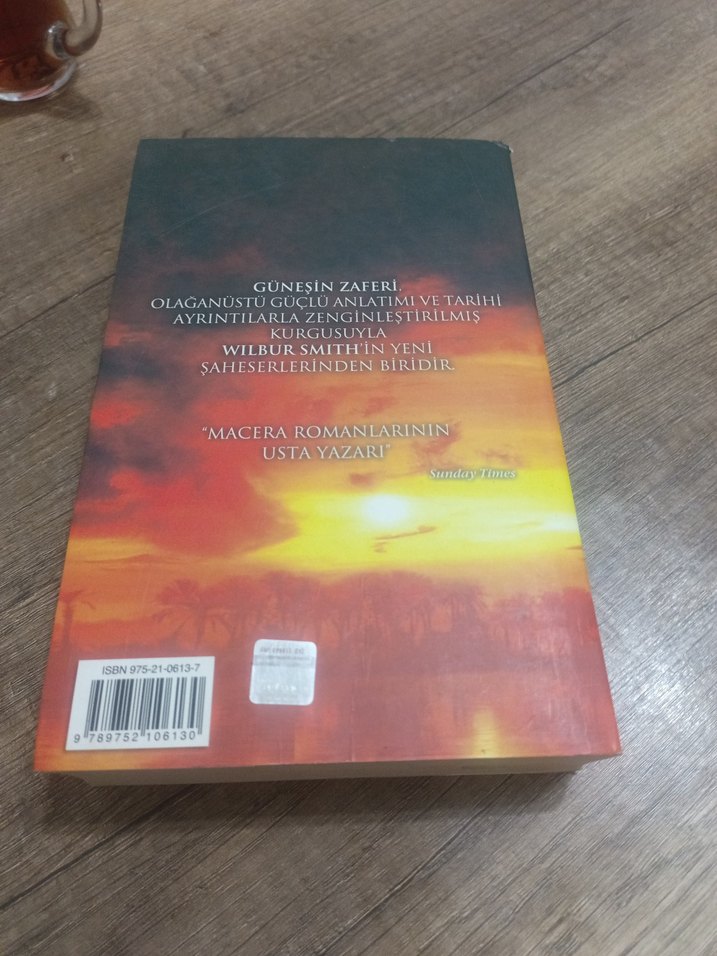 GÜNEŞİN ZAFERİ,
OLAĞANÜSTÜ GÜÇLÜ ANLATIMI VE TARİHİ
AYRINTILARLA ZENGİNLEŞTİRİLMİŞ
KURGUSUYLA
WILBUR SMITH'İN YENİ
ŞAHESERLERİNDEN BİRİDİR.
"MACERA ROMANLARININ
USTA YAZARI"
Sunday Times
ISBN 975-21-0613-7
9 789752 106130